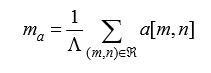 m_a = \frac{1}{\Lambda} \sum_{(m,n)\in\Re} a[m,n]